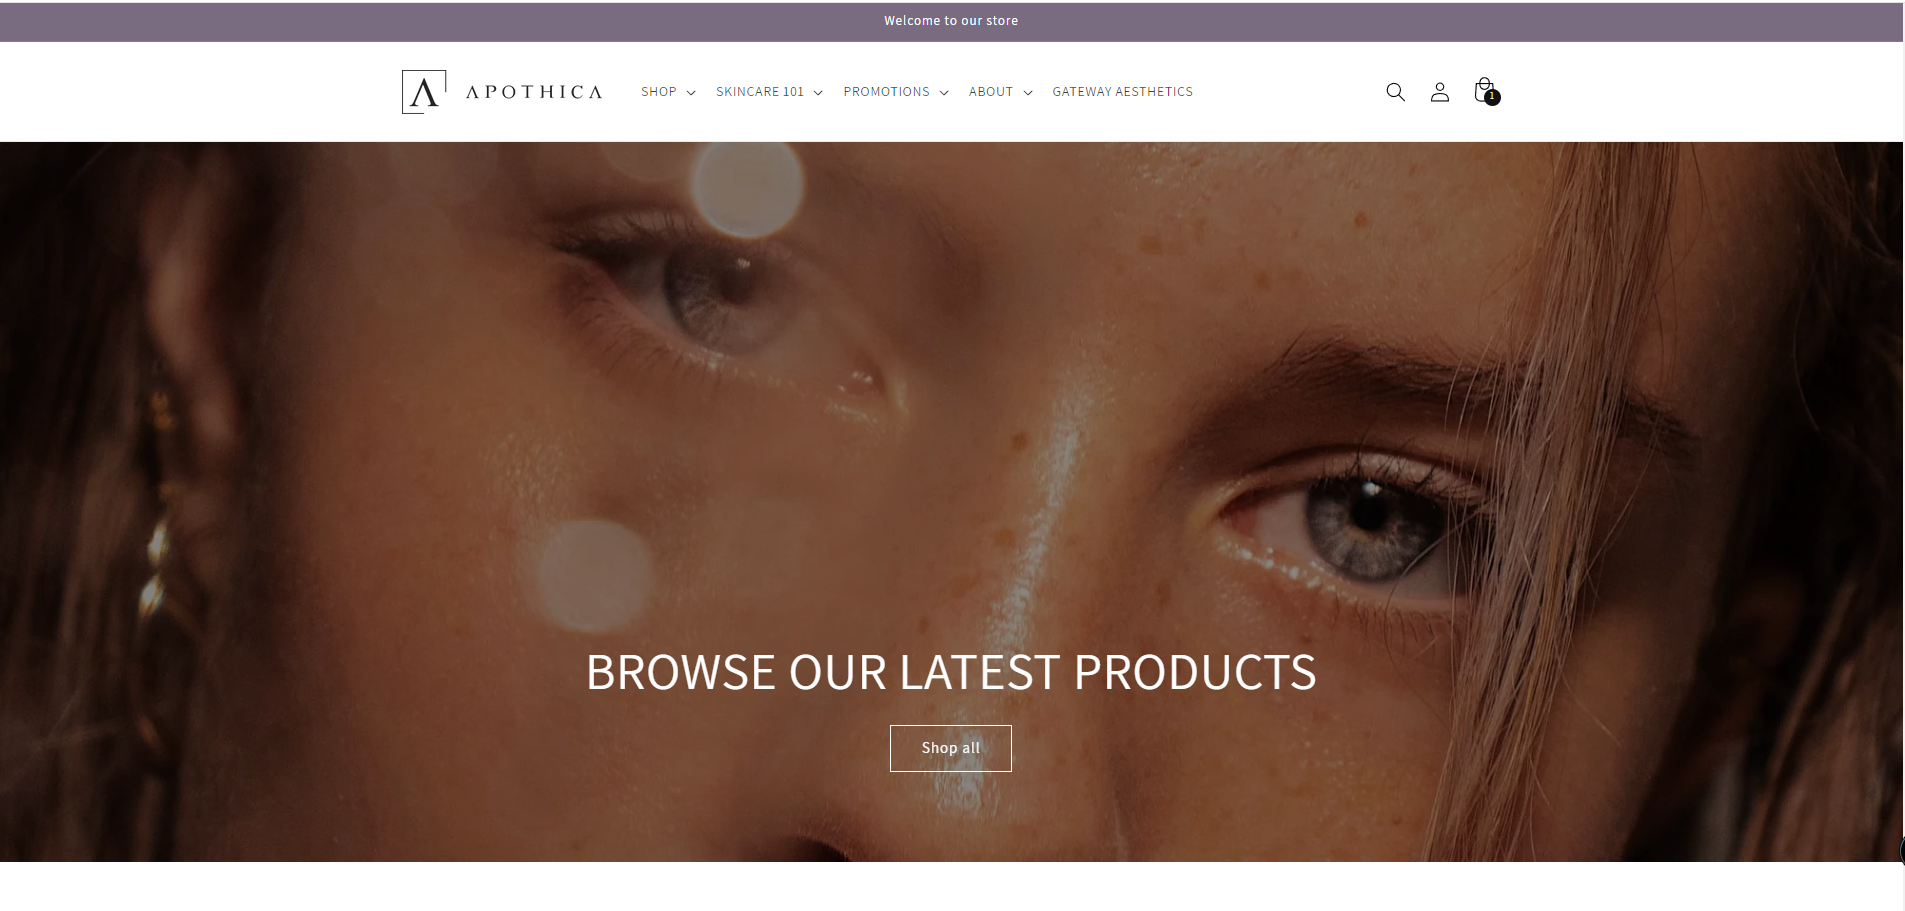 Welcome to our store
A APOTHICA
SHOP SKINCARE 101 PROMOTIONS ABOUT GATEWAY AESTHETICS
1
BROWSE OUR LATEST PRODUCTS
Shop all